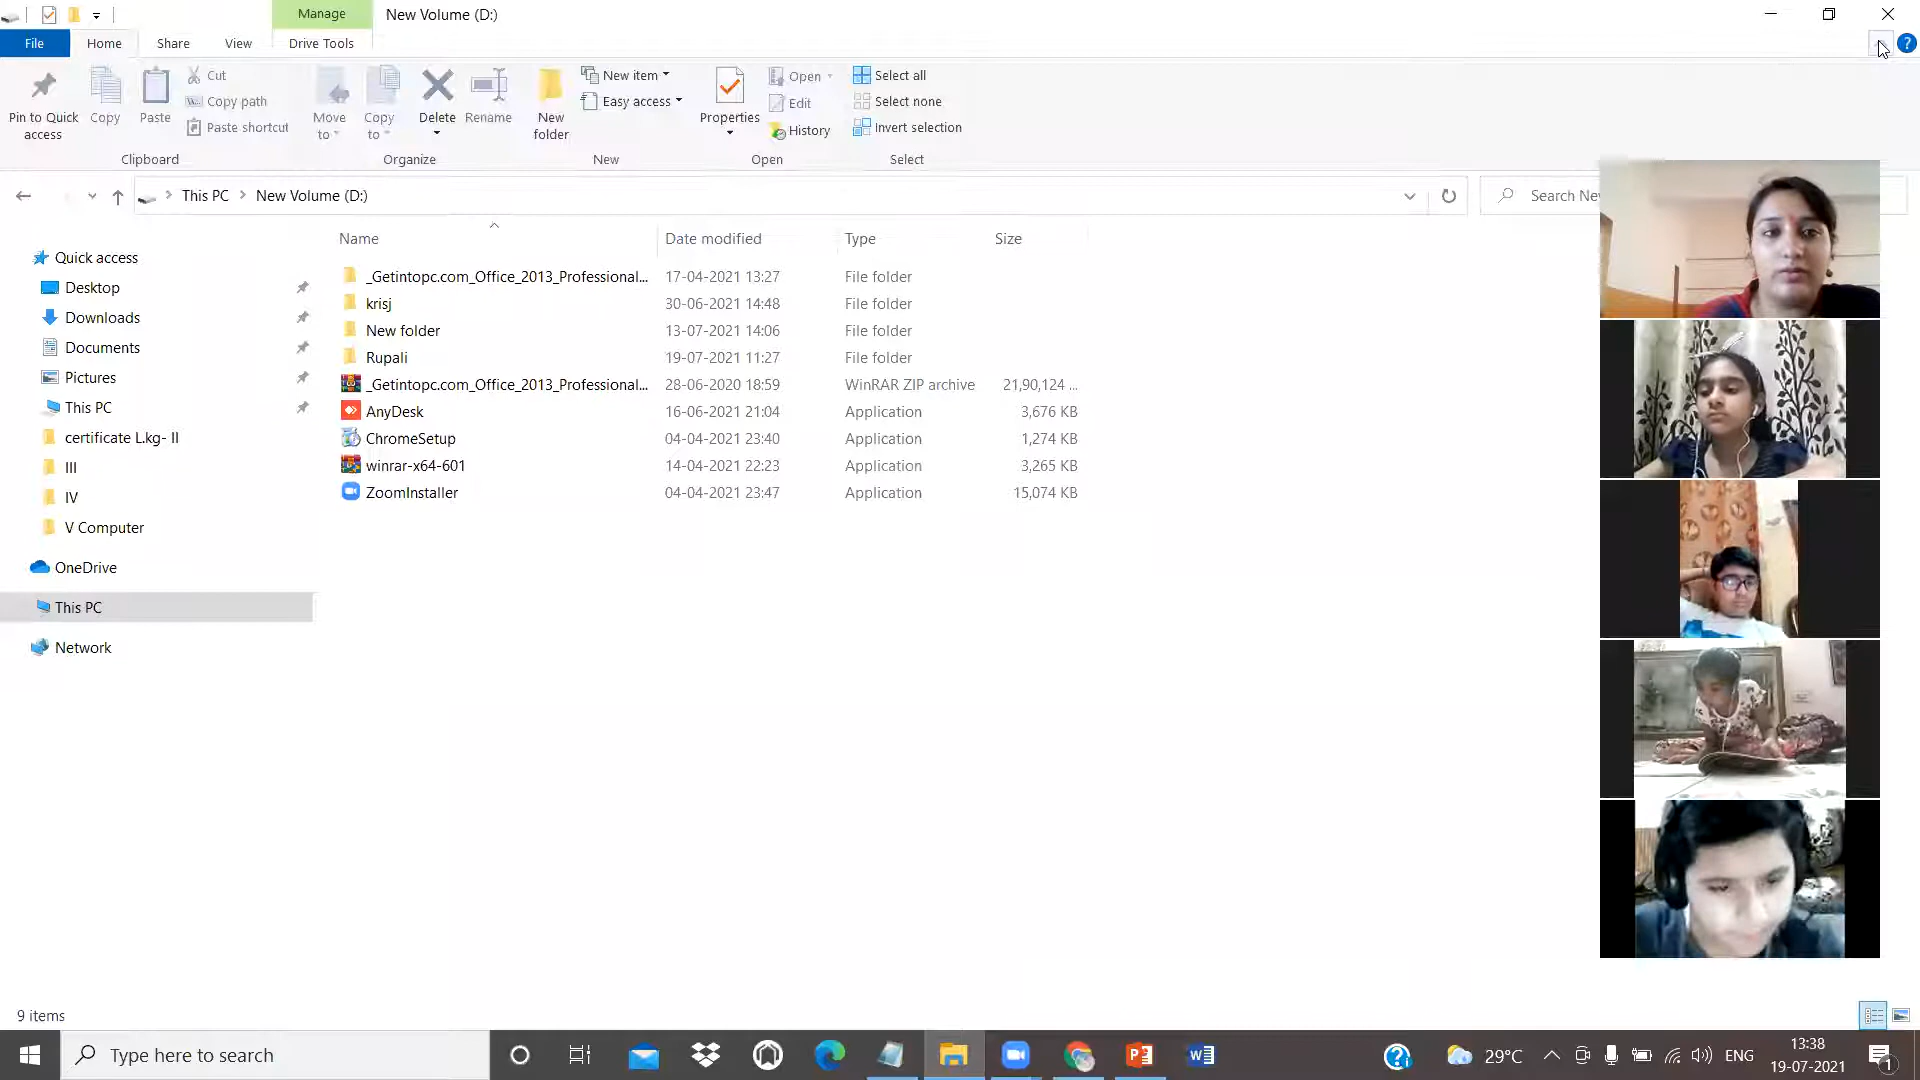 Manage
New Volume (D:)
File
Home
Share
View
Drive Tools
Pin to Quick access
Copy
Paste
Cut
Copy path
Paste shortcut
Clipboard
Move to
Copy to
Delete
Rename
Organize
New folder
New item
Easy access
New
Properties
Open
Edit
History
Open
Select all
Select none
Invert selection
Select
This PC
New Volume (D:)
Search Ne
Quick access
Desktop
Downloads
Documents
Pictures
This PC
certificate L.kg- II
III
IV
V Computer
OneDrive
This PC
Network
Name Date modified Type Size
_Getintopc.com_Office_2013_Professional... 17-04-2021 13:27 File folder
krisj 30-06-2021 14:48 File folder
New folder 13-07-2021 14:06 File folder
Rupali 19-07-2021 11:27 File folder
_Getintopc.com_Office_2013_Professional... 28-06-2020 18:59 WinRAR ZIP archive 21,90,124 ...
AnyDesk 16-06-2021 21:04 Application 3,676 KB
ChromeSetup 04-04-2021 23:40 Application 1,274 KB
winrar-x64-601 14-04-2021 22:23 Application 3,265 KB
ZoomInstaller 04-04-2021 23:47 Application 15,074 KB
9 items
Type here to search
29°C
ENG
13:38
19-07-2021
1